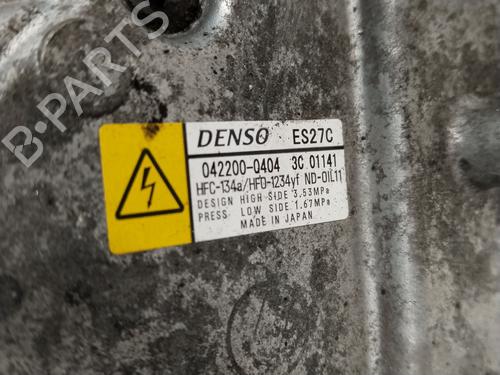 DENSO ES27C
042200-0404 3C 01141
HFC-134a/HFO-1234yf ND-OIL11
DESIGN HIGH SIDE 3.53MPa
PRESS. LOW SIDE 1.67MPa
MADE IN JAPAN
B-PARTS